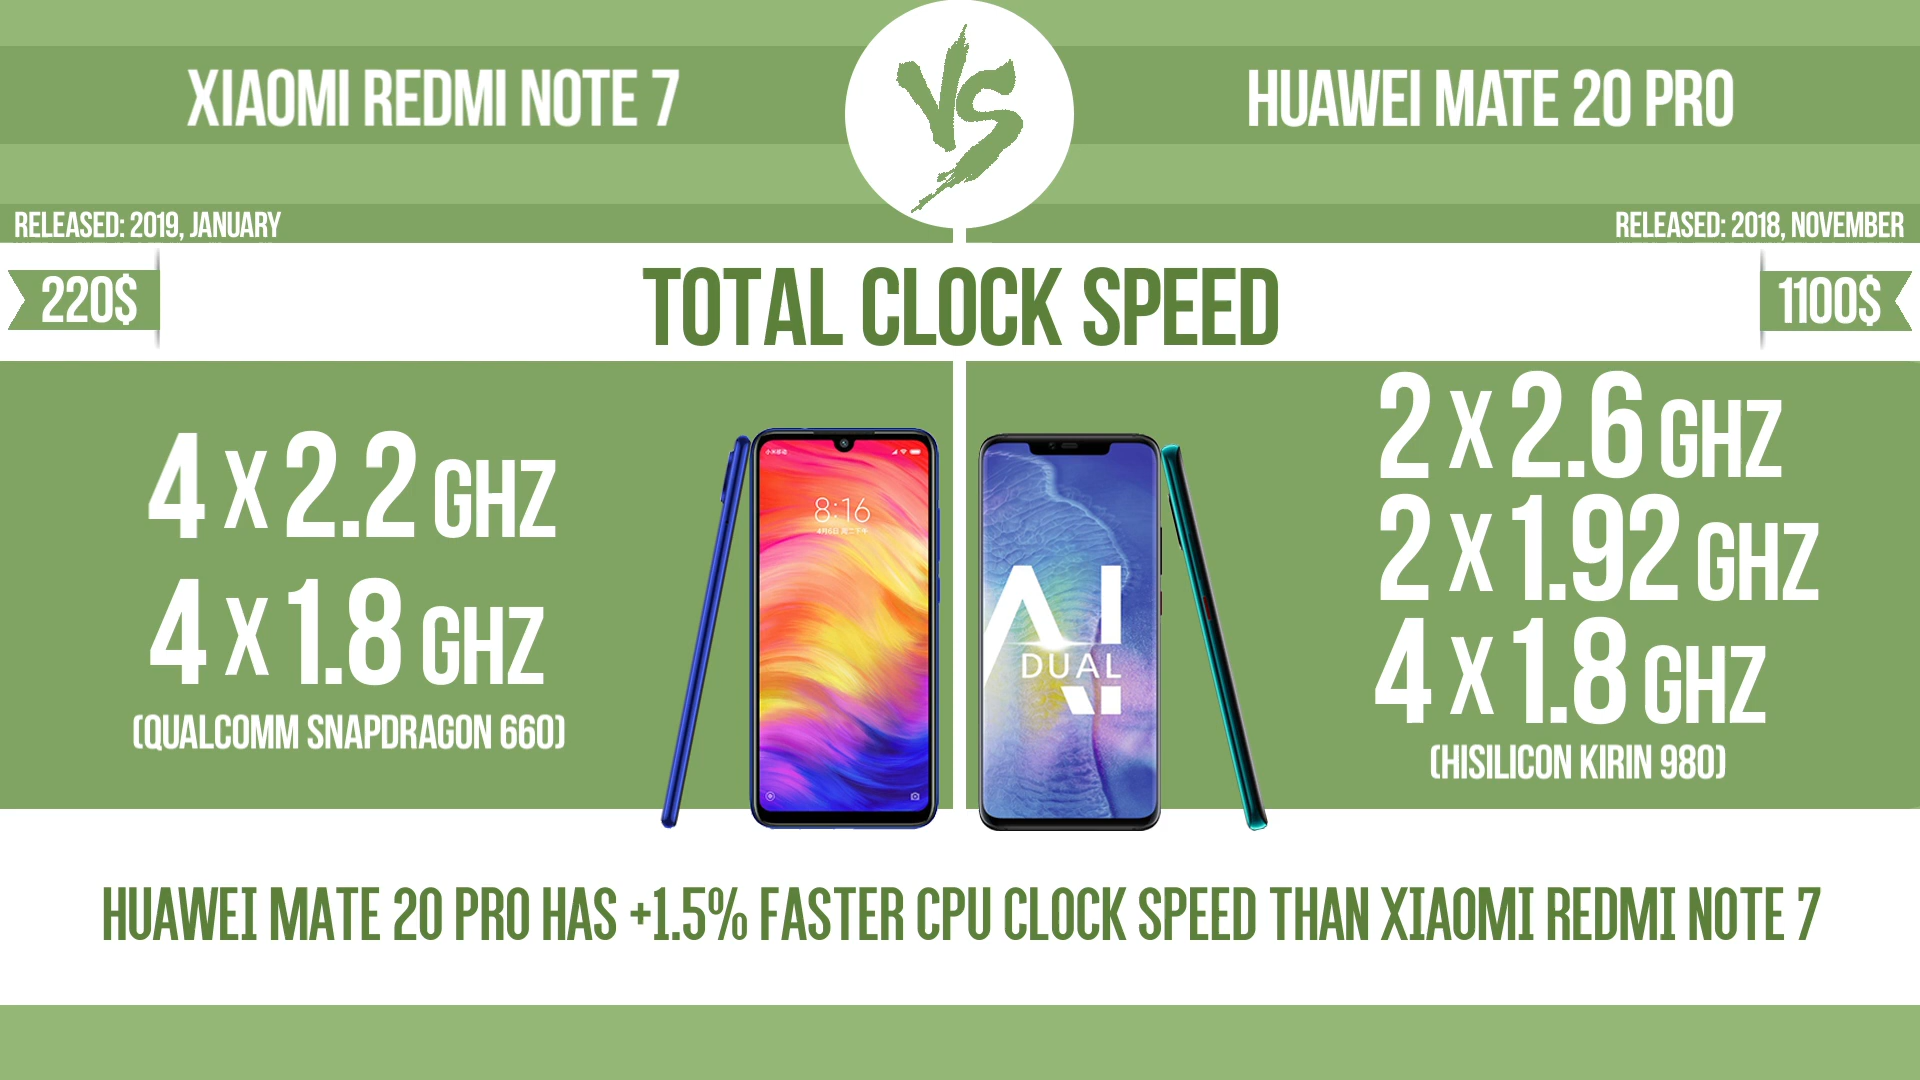 XIAOMI REDMI NOTE 7
VS
HUAWEI MATE 20 PRO
RELEASED: 2019, JANUARY
RELEASED: 2018, NOVEMBER
220$
TOTAL CLOCK SPEED
1100$
4 X 2.2 GHZ
4 X 1.8 GHZ
(QUALCOMM SNAPDRAGON 660)
8:16
AI
DUAL
AI
2 X 2.6 GHZ
2 X 1.92 GHZ
4 X 1.8 GHZ
(HISILICON KIRIN 980)
HUAWEI MATE 20 PRO HAS +1.5% FASTER CPU CLOCK SPEED THAN XIAOMI REDMI NOTE 7